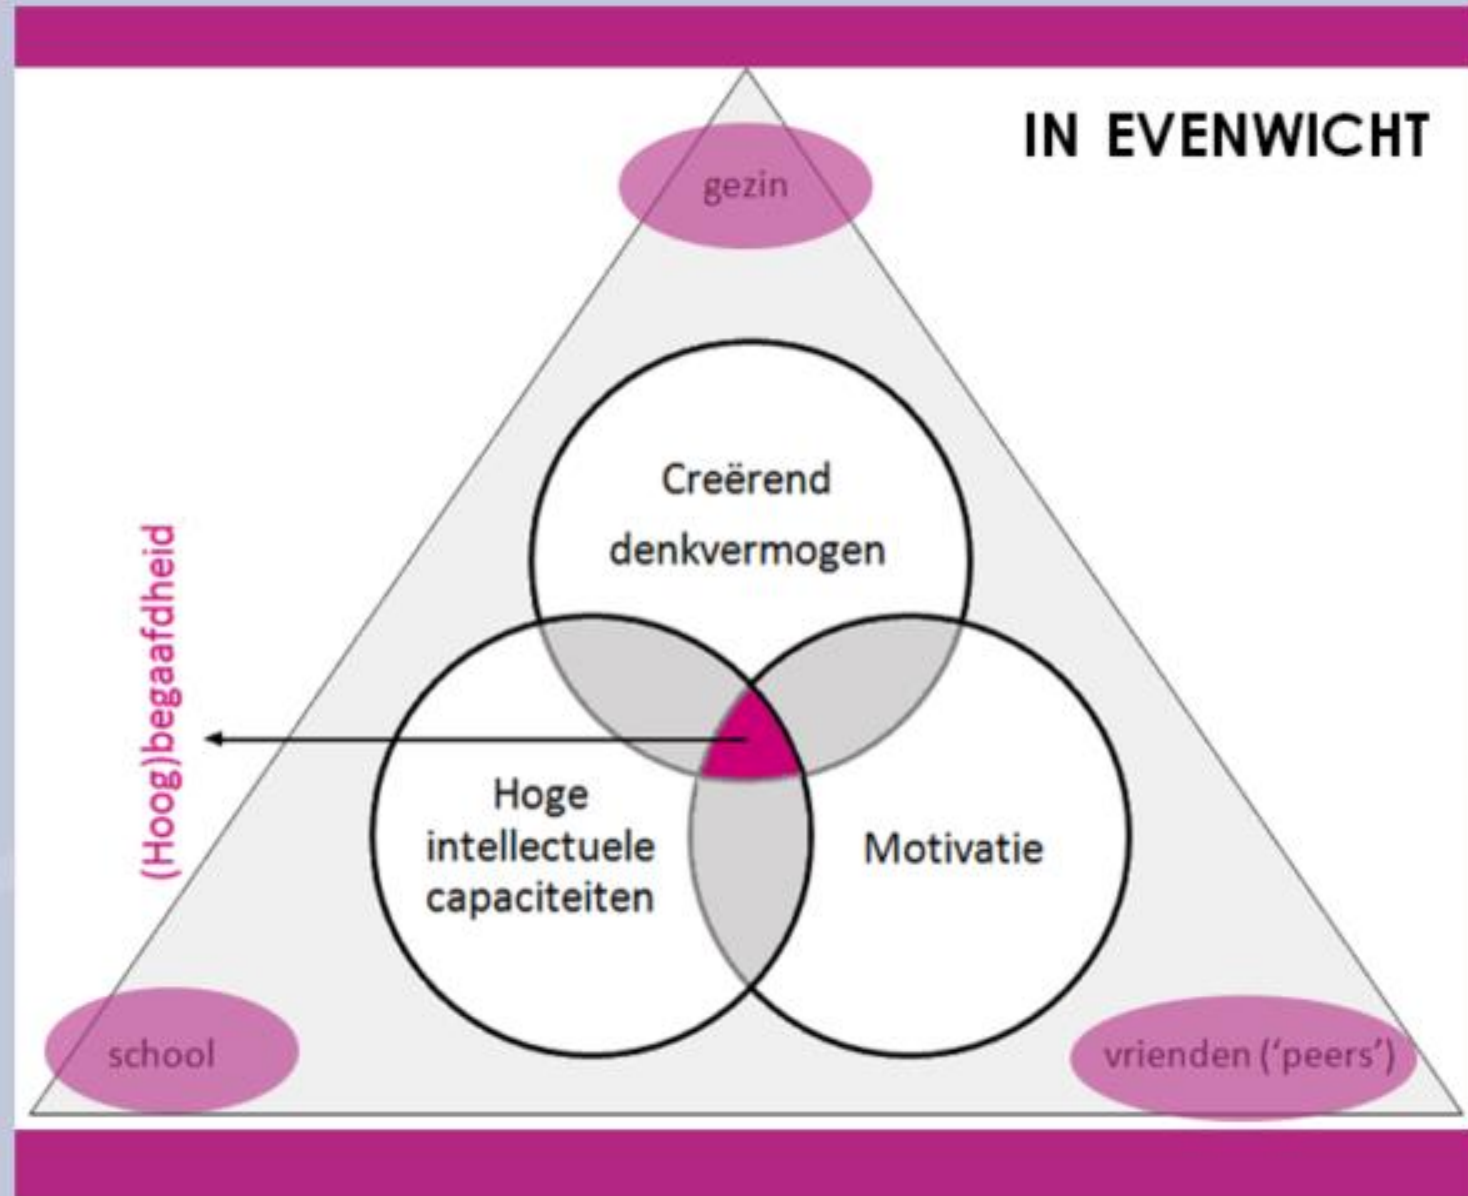 IN EVENWICHT
gezin
Creërend
denkvermogen
(Hoog)begaafdheid
Hoge
intellectuele
capaciteiten
Motivatie
school
vrienden (‘peers’)